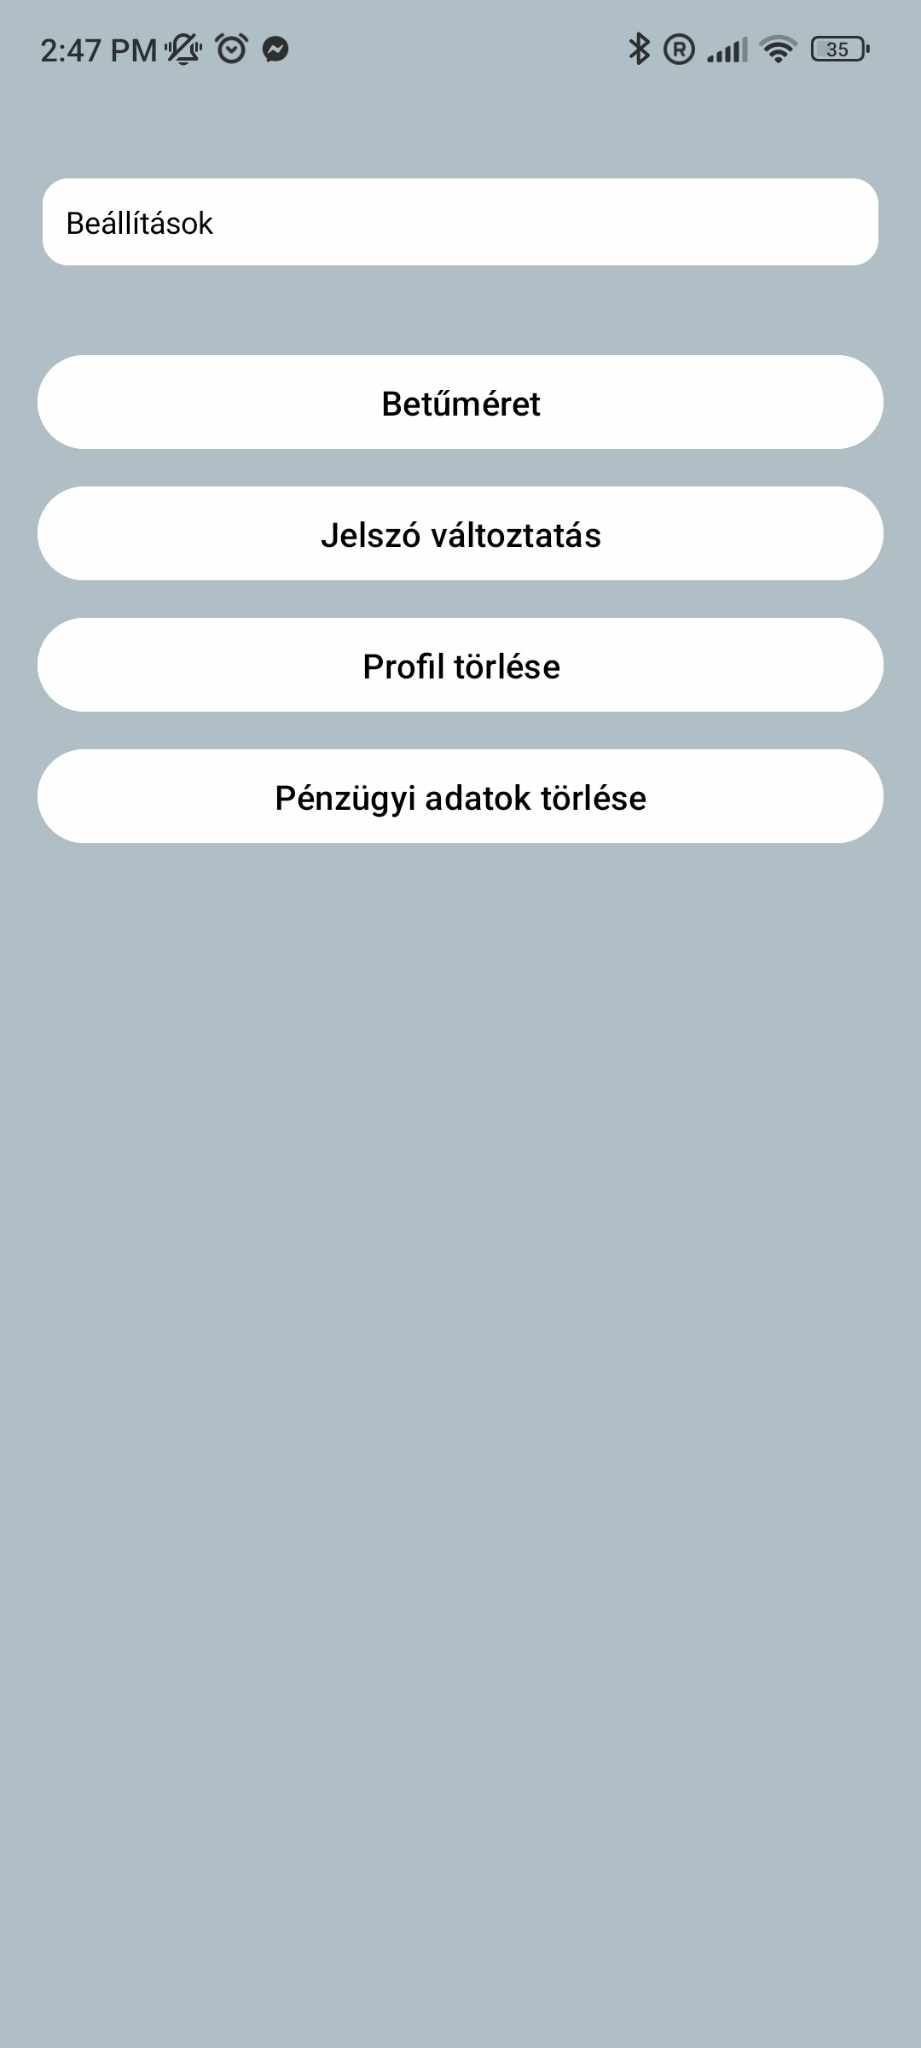 2:47 PM
35
Beállítások
Betűméret
Jelszó változtatás
Profil törlése
Pénzügyi adatok törlése